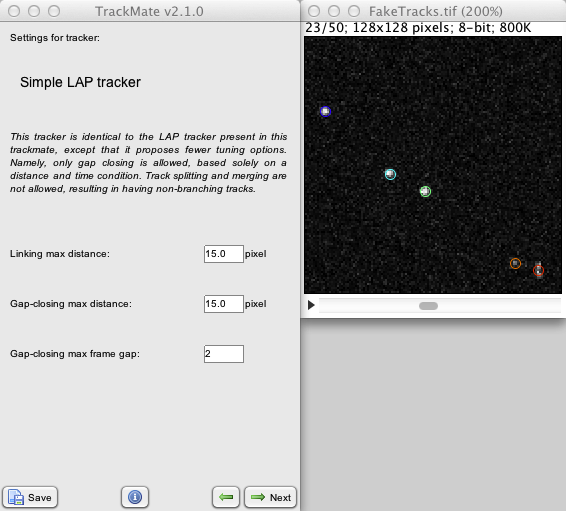 TrackMate v2.1.0
Settings for tracker:
Simple LAP tracker
This tracker is identical to the LAP tracker present in this
trackmate, except that it proposes fewer tuning options.
Namely, only gap closing is allowed, based solely on a
distance and time condition. Track splitting and merging are
not allowed, resulting in having non-branching tracks.
Linking max distance: 15.0 pixel
Gap-closing max distance: 15.0 pixel
Gap-closing max frame gap: 2
Save
Next
FakeTracks.tif (200%)
23/50; 128x128 pixels; 8-bit; 800K